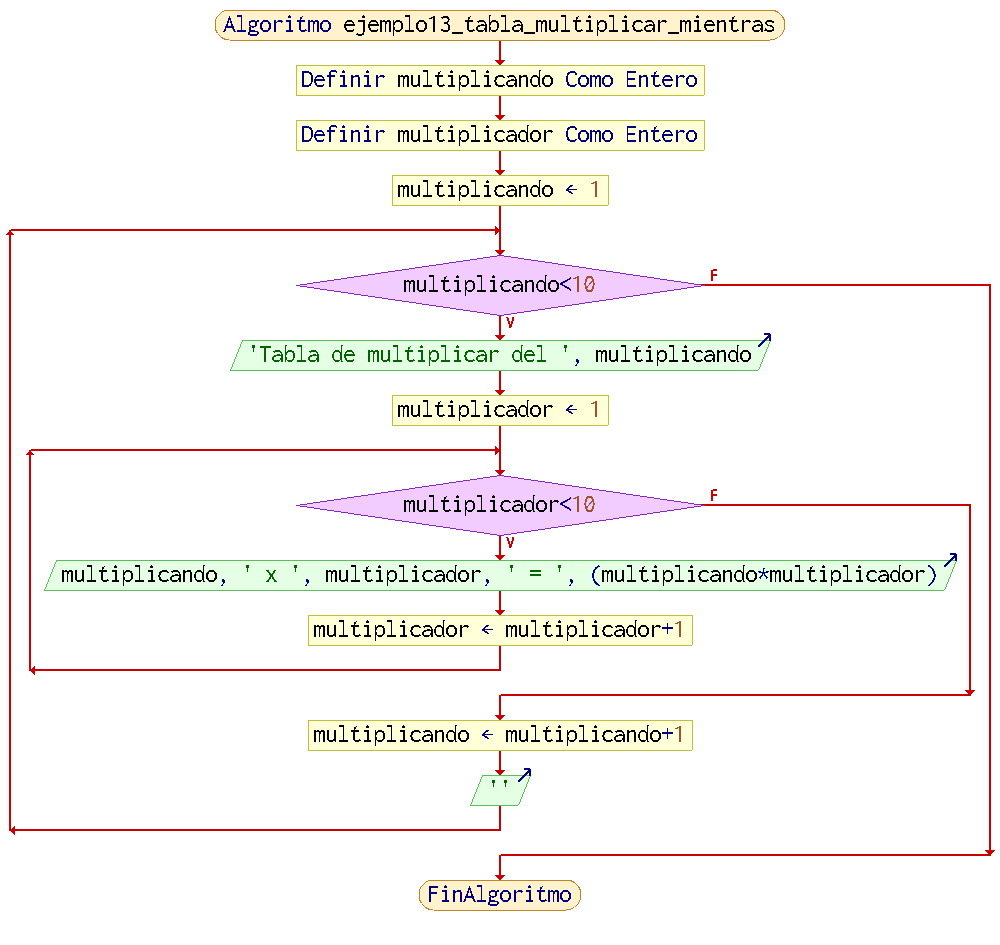 Algoritmo ejemplo13_tabla_multiplicar_mientras
Definir multiplicando Como Entero
Definir multiplicador Como Entero
multiplicando ← 1
multiplicando<10
F
V
'Tabla de multiplicar del ', multiplicando
multiplicador ← 1
multiplicador<10
F
V
multiplicando, ' x ', multiplicador, ' = ', (multiplicando*multiplicador)
multiplicador ← multiplicador+1
multiplicando ← multiplicando+1
''
FinAlgoritmo